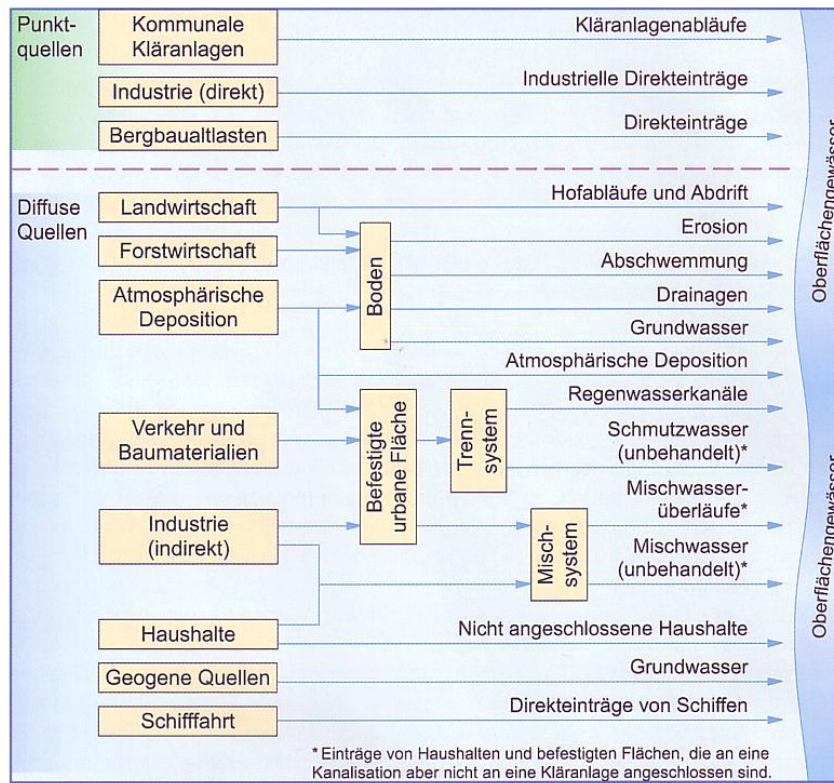 Punkt-
quellen
Kommunale
Kläranlagen
Kläranlagenabläufe
Industrie (direkt)
Industrielle Direkteinträge
Bergbaualtlasten
Direkteinträge
Diffuse
Quellen
Landwirtschaft
Hofabläufe und Abdrift
Forstwirtschaft
Erosion
Atmosphärische
Deposition
Boden
Abschwemmung
Drainagen
Grundwasser
Atmosphärische Deposition
Verkehr und
Baumaterialien
Befestigte
urbane Fläche
Trenn-
system
Regenwasserkanäle
Schmutzwasser
(unbehandelt)*
Industrie
(indirekt)
Misch-
system
Mischwasser-
überläufe*
Mischwasser
(unbehandelt)*
Haushalte
Nicht angeschlossene Haushalte
Geogene Quellen
Grundwasser
Schifffahrt
Direkteinträge von Schiffen
Oberflächengewässer
Oberflächengewässer
* Einträge von Haushalten und befestigten Flächen, die an eine
Kanalisation aber nicht an eine Kläranlage angeschlossen sind.